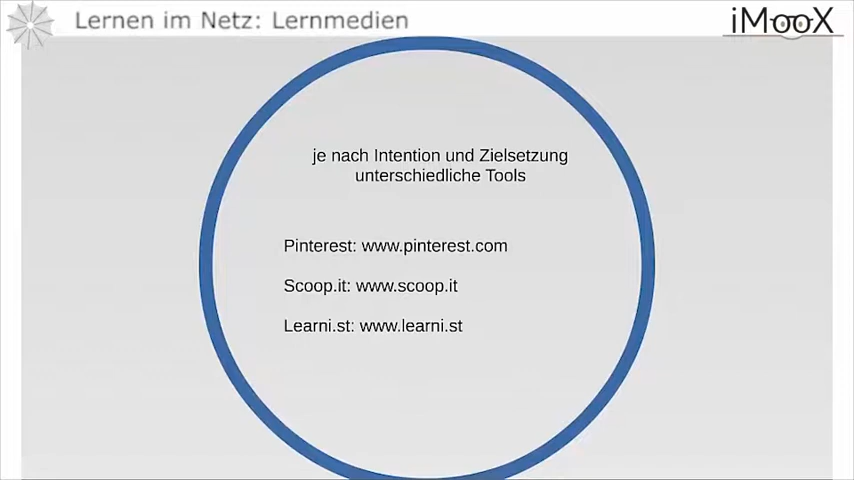 Lernen im Netz: Lernmedien
iMooX
je nach Intention und Zielsetzung
unterschiedliche Tools
Pinterest: www.pinterest.com
Scoop.it: www.scoop.it
Learni.st: www.learni.st